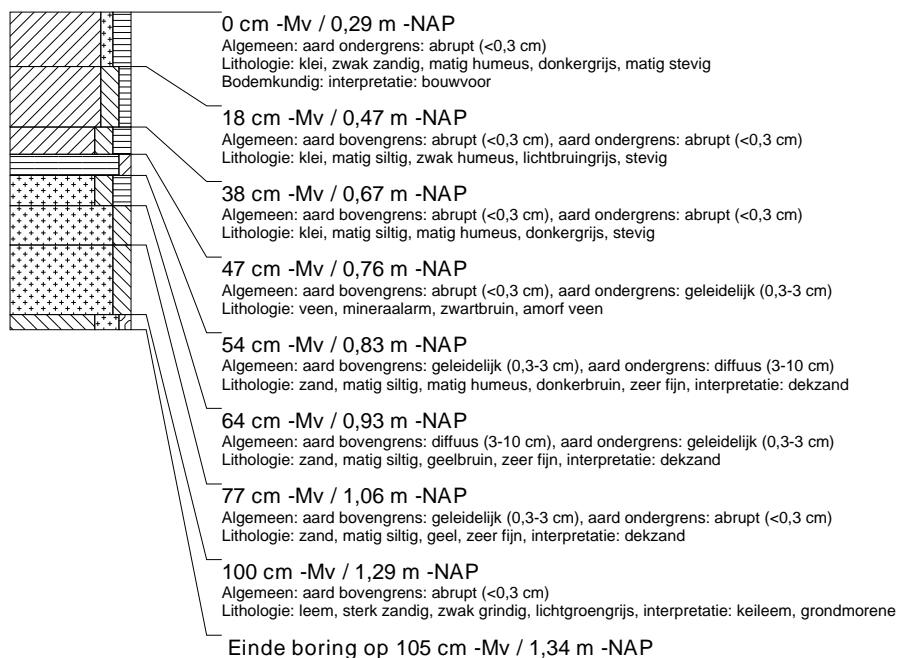 0 cm -Mv / 0,29 m -NAP
Algemeen: aard ondergrens: abrupt (<0,3 cm)
Lithologie: klei, zwak zandig, matig humeus, donkergrijs, matig stevig
Bodemkundig: interpretatie: bouwvoor
18 cm -Mv / 0,47 m -NAP
Algemeen: aard bovengrens: abrupt (<0,3 cm), aard ondergrens: abrupt (<0,3 cm)
Lithologie: klei, matig siltig, zwak humeus, lichtbruingrijs, stevig
38 cm -Mv / 0,67 m -NAP
Algemeen: aard bovengrens: abrupt (<0,3 cm), aard ondergrens: abrupt (<0,3 cm)
Lithologie: klei, matig siltig, matig humeus, donkergrijs, stevig
47 cm -Mv / 0,76 m -NAP
Algemeen: aard bovengrens: abrupt (<0,3 cm), aard ondergrens: geleidelijk (0,3-3 cm)
Lithologie: veen, mineraalarm, zwartbruin, amorf veen
54 cm -Mv / 0,83 m -NAP
Algemeen: aard bovengrens: geleidelijk (0,3-3 cm), aard ondergrens: diffuus (3-10 cm)
Lithologie: zand, matig siltig, matig humeus, donkerbruin, zeer fijn, interpretatie: dekzand
64 cm -Mv / 0,93 m -NAP
Algemeen: aard bovengrens: diffuus (3-10 cm), aard ondergrens: geleidelijk (0,3-3 cm)
Lithologie: zand, matig siltig, geelbruin, zeer fijn, interpretatie: dekzand
77 cm -Mv / 1,06 m -NAP
Algemeen: aard bovengrens: geleidelijk (0,3-3 cm), aard ondergrens: abrupt (<0,3 cm)
Lithologie: zand, matig siltig, geel, zeer fijn, interpretatie: dekzand
100 cm -Mv / 1,29 m -NAP
Algemeen: aard bovengrens: abrupt (<0,3 cm)
Lithologie: leem, sterk zandig, zwak grindig, lichtgroengrijs, interpretatie: keileem, grondmorene
Einde boring op 105 cm -Mv / 1,34 m -NAP